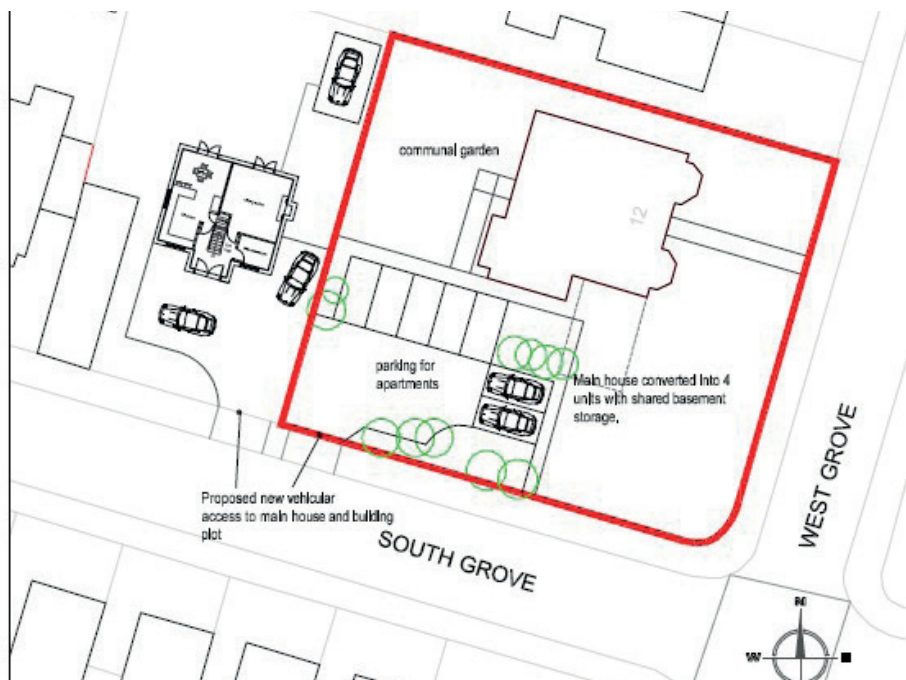 communal garden
12
parking for
apartments
Main house converted into 4
units with shared basement
storage.
Proposed new vehicular
access to main house and building
plot
SOUTH GROVE
WEST GROVE
N
W